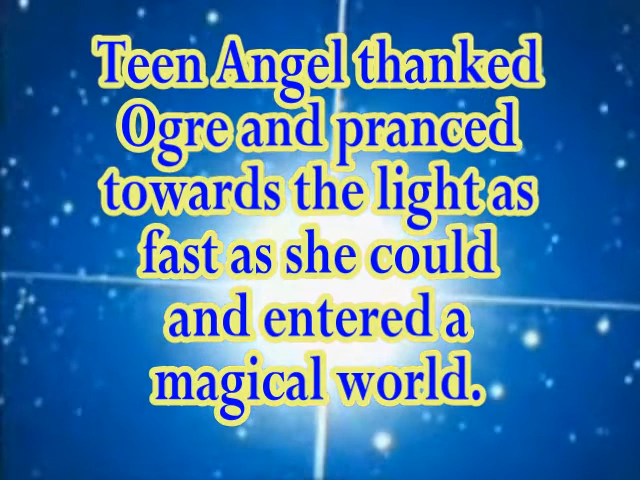 Teen Angel thanked
Ogre and pranced
towards the light as
fast as she could
and entered a
magical world.